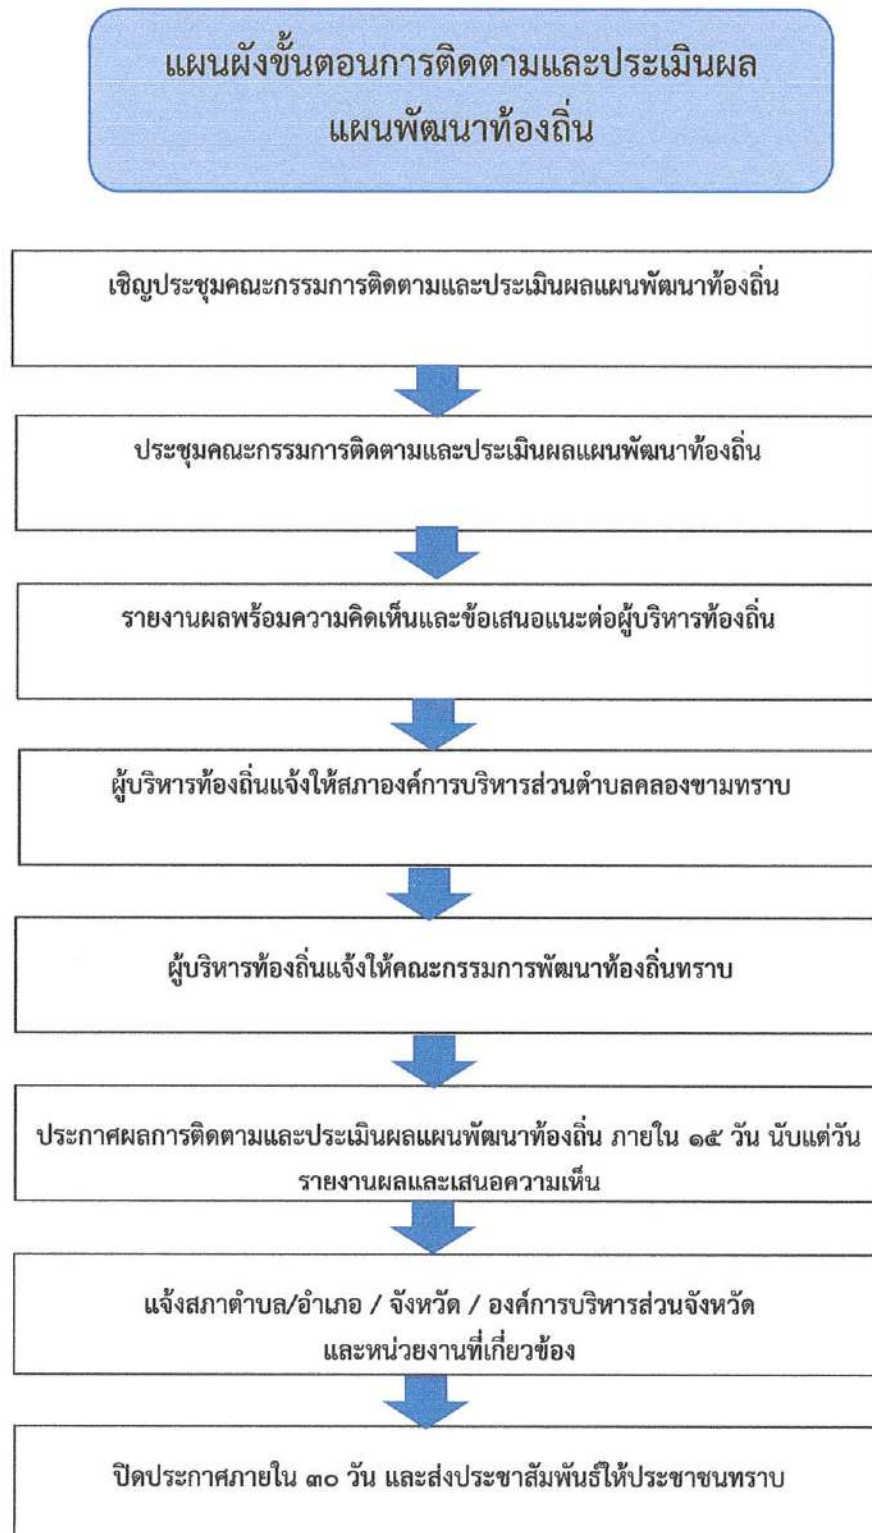 แผนผังขั้นตอนการติดตามและประเมินผล
แผนพัฒนาท้องถิ่น
เชิญประชุมคณะกรรมการติดตามและประเมินผลแผนพัฒนาท้องถิ่น
ประชุมคณะกรรมการติดตามและประเมินผลแผนพัฒนาท้องถิ่น
รายงานผลพร้อมความคิดเห็นและข้อเสนอแนะต่อผู้บริหารท้องถิ่น
ผู้บริหารท้องถิ่นแจ้งให้สภาองค์การบริหารส่วนตำบลคลองขามทราบ
ผู้บริหารท้องถิ่นแจ้งให้คณะกรรมการพัฒนาท้องถิ่นทราบ
ประกาศผลการติดตามและประเมินผลแผนพัฒนาท้องถิ่น ภายใน ๑๕ วัน นับแต่วัน
รายงานผลและเสนอความเห็น
แจ้งสภาตำบล/อำเภอ / จังหวัด / องค์การบริหารส่วนจังหวัด
และหน่วยงานที่เกี่ยวข้อง
ปิดประกาศภายใน ๓๐ วัน และส่งประชาสัมพันธ์ให้ประชาชนทราบ